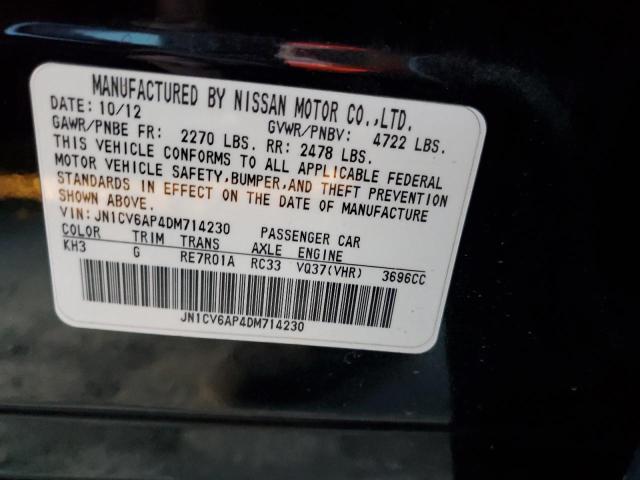 MANUFACTURED BY NISSAN MOTOR CO.,LTD.
DATE: 10/12 GVWR/PNBV: 4722 LBS.
GAWR/PNBE FR: 2270 LBS. RR: 2478 LBS.
THIS VEHICLE CONFORMS TO ALL APPLICABLE FEDERAL
MOTOR VEHICLE SAFETY,BUMPER,AND THEFT PREVENTION
STANDARDS IN EFFECT ON THE DATE OF MANUFACTURE
SHOWN ABOVE.
VIN: JN1CV6AP4DM714230 PASSENGER CAR
COLOR TRIM TRANS AXLE ENGINE
KH3 G RE7R01A RC33 VQ37(VHR) 3696CC
JN1CV6AP4DM714230